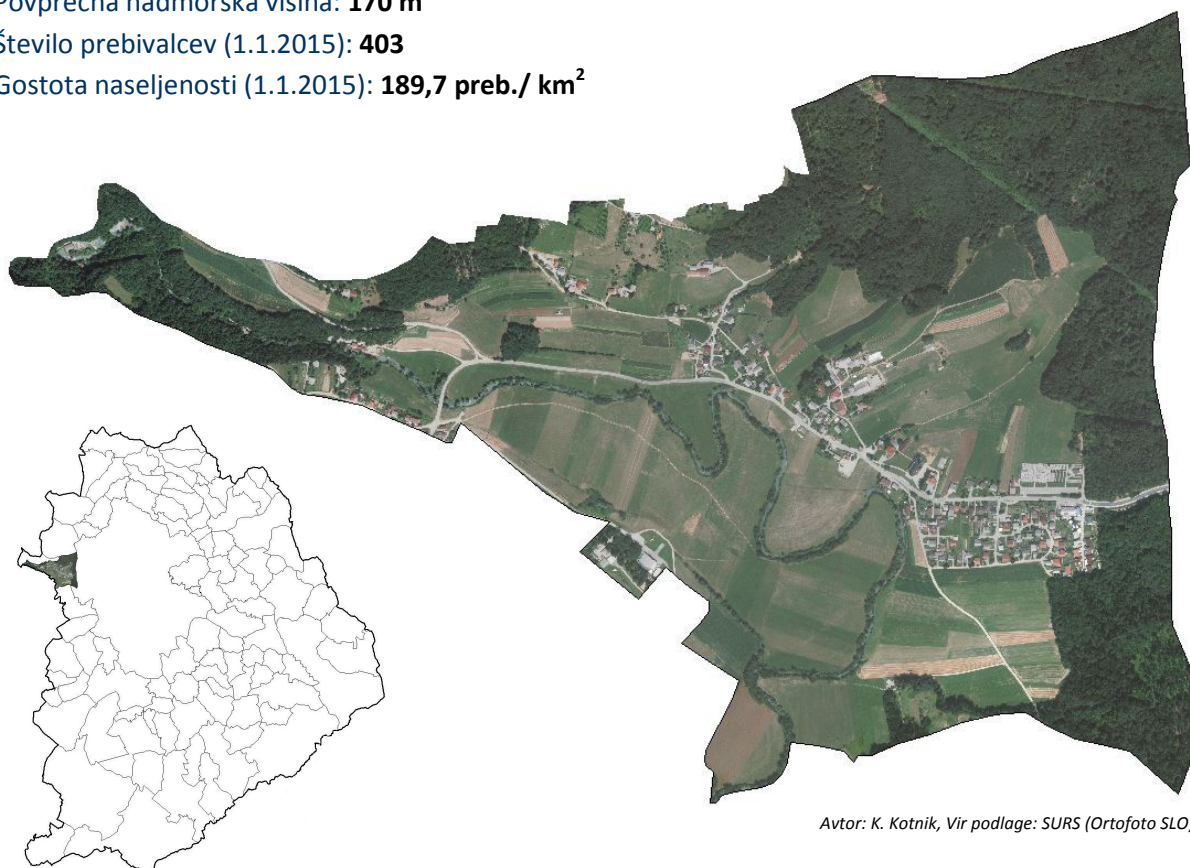 Povprečna nadmorska višina: 170 m
Število prebivalcev (1.1.2015): 403
Gostota naseljenosti (1.1.2015): 189,7 preb./ km²
Avtor: K. Kotnik, Vir podlage: SURS (Ortofoto SLO)